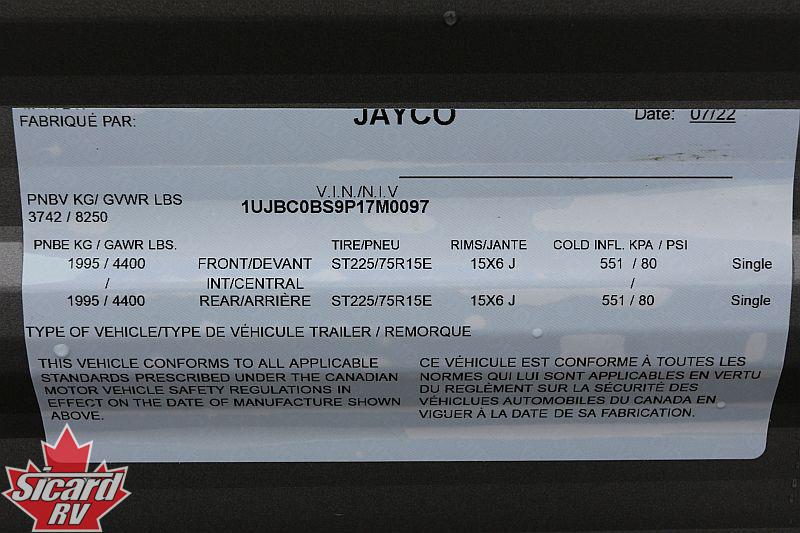 FABRIQUÉ PAR: JAYCO Date: 07/22
V.I.N./N.I.V
PNBV KG/ GVWR LBS 1UJBC0BS9P17M0097
3742 / 8250
PNBE KG / GAWR LBS. TIRE/PNEU RIMS/JANTE COLD INFL. KPA / PSI
1995 / 4400 FRONT/DEVANT ST225/75R15E 15X6 J 551 / 80 Single
/ INT/CENTRAL /
1995 / 4400 REAR/ARRIÈRE ST225/75R15E 15X6 J 551 / 80 Single
TYPE OF VEHICLE/TYPE DE VÉHICULE TRAILER / REMORQUE
THIS VEHICLE CONFORMS TO ALL APPLICABLE
STANDARDS PRESCRIBED UNDER THE CANADIAN
MOTOR VEHICLE SAFETY REGULATIONS IN
EFFECT ON THE DATE OF MANUFACTURE SHOWN
ABOVE.
CE VÉHICULE EST CONFORME À TOUTES LES
NORMES QUI LUI SONT APPLICABLES EN VERTU
DU REGLÉMENT SUR LA SÉCURITÉ DES
VÉHICLUES AUTOMOBILES DU CANADA EN
VIGUER À LA DATE DE SA FABRICATION.
Sicard
RV